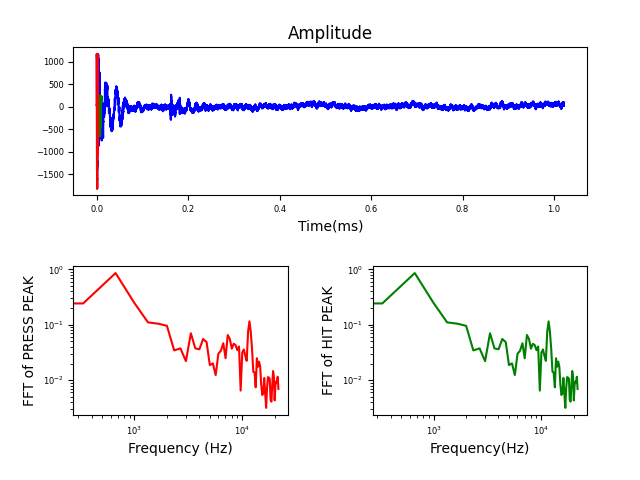 Amplitude
1000
500
0
−500
−1000
−1500
0.0 0.2 0.4 0.6 0.8 1.0
Time(ms)
FFT of PRESS PEAK
10⁰
10⁻¹
10⁻²
10³ 10⁴
Frequency (Hz)
FFT of HIT PEAK
10⁰
10⁻¹
10⁻²
10³ 10⁴
Frequency(Hz)